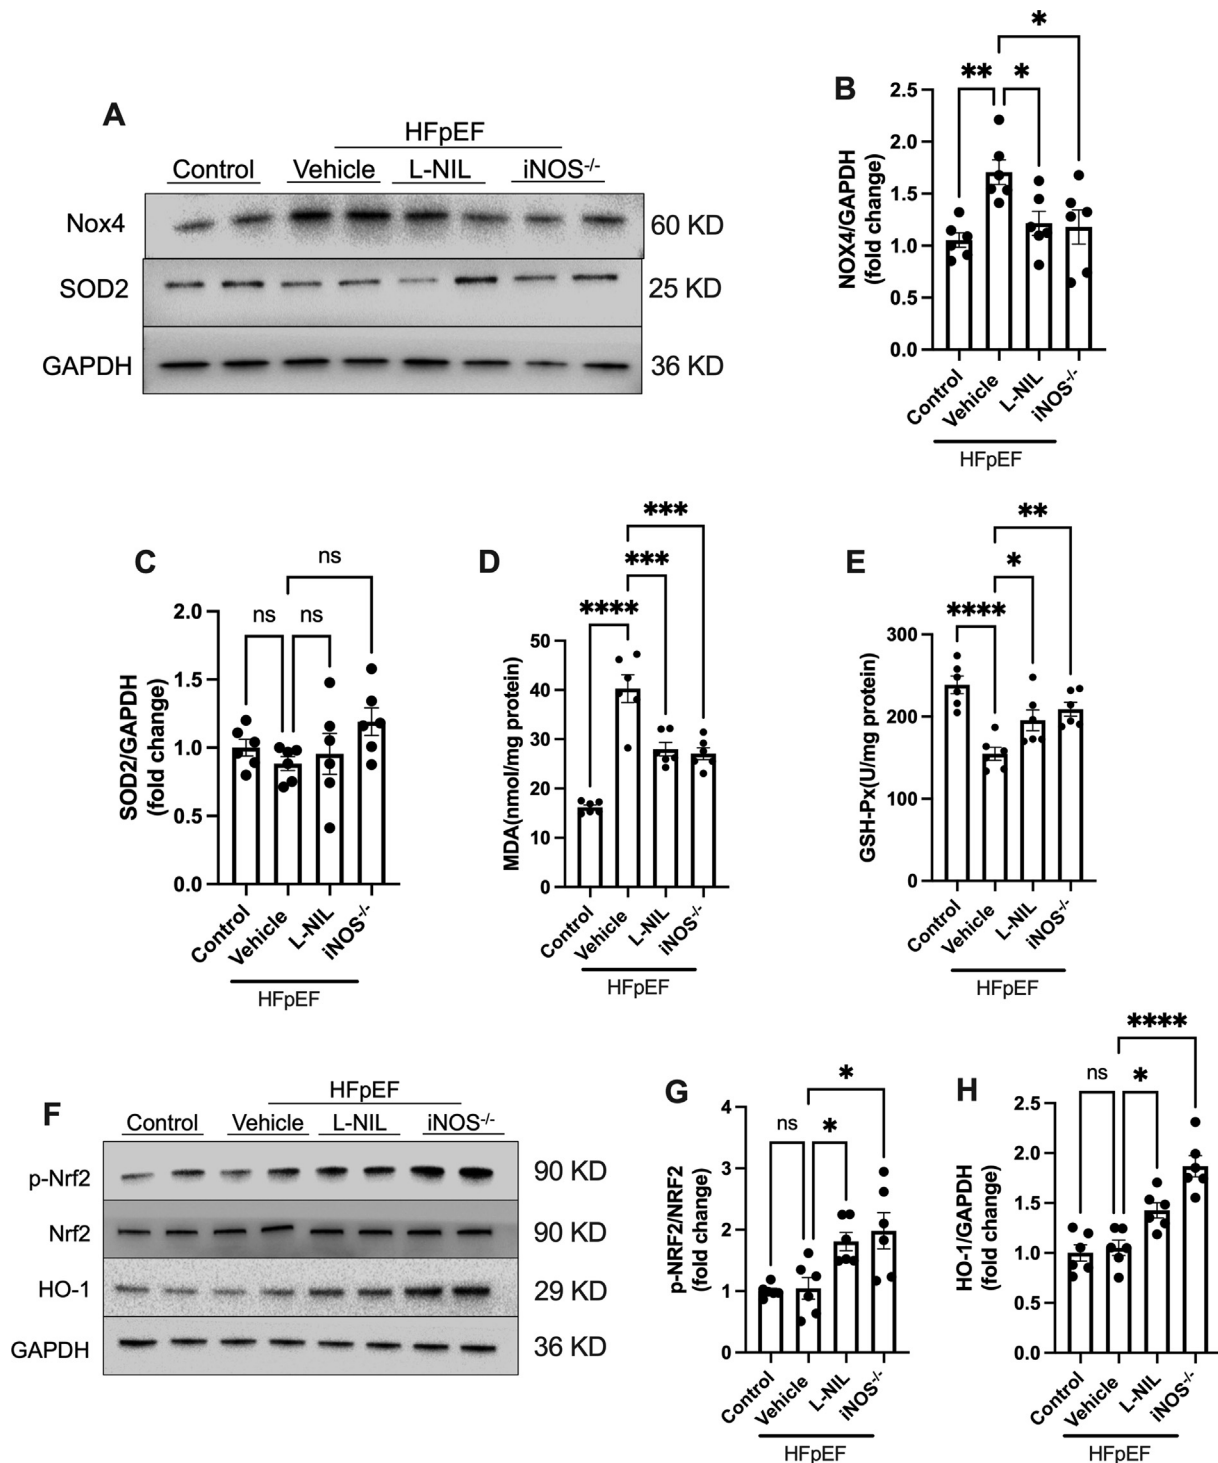 A
HFpEF
Control Vehicle L-NIL iNOS-/-
Nox4 60 KD
SOD2 25 KD
GAPDH 36 KD
B
*
** *
NOX4/GAPDH
(fold change)
2.5
2.0
1.5
1.0
0.5
0.0
Control Vehicle L-NIL iNOS-/-
HFpEF
C
ns
ns ns
SOD2/GAPDH
(fold change)
2.0
1.5
1.0
0.5
0.0
Control Vehicle L-NIL iNOS-/-
HFpEF
D
***
***
****
MDA(nmol/mg protein)
50
40
30
20
10
0
Control Vehicle L-NIL iNOS-/-
HFpEF
E
**
*
****
GSH-Px(U/mg protein)
300
200
100
0
Control Vehicle L-NIL iNOS-/-
HFpEF
F
HFpEF
Control Vehicle L-NIL iNOS-/-
p-Nrf2 90 KD
Nrf2 90 KD
HO-1 29 KD
GAPDH 36 KD
G
*
ns *
p-NRF2/NRF2
(fold change)
4
3
2
1
0
Control Vehicle L-NIL iNOS-/-
HFpEF
H
****
ns *
HO-1/GAPDH
(fold change)
2.5
2.0
1.5
1.0
0.5
0.0
Control Vehicle L-NIL iNOS-/-
HFpEF